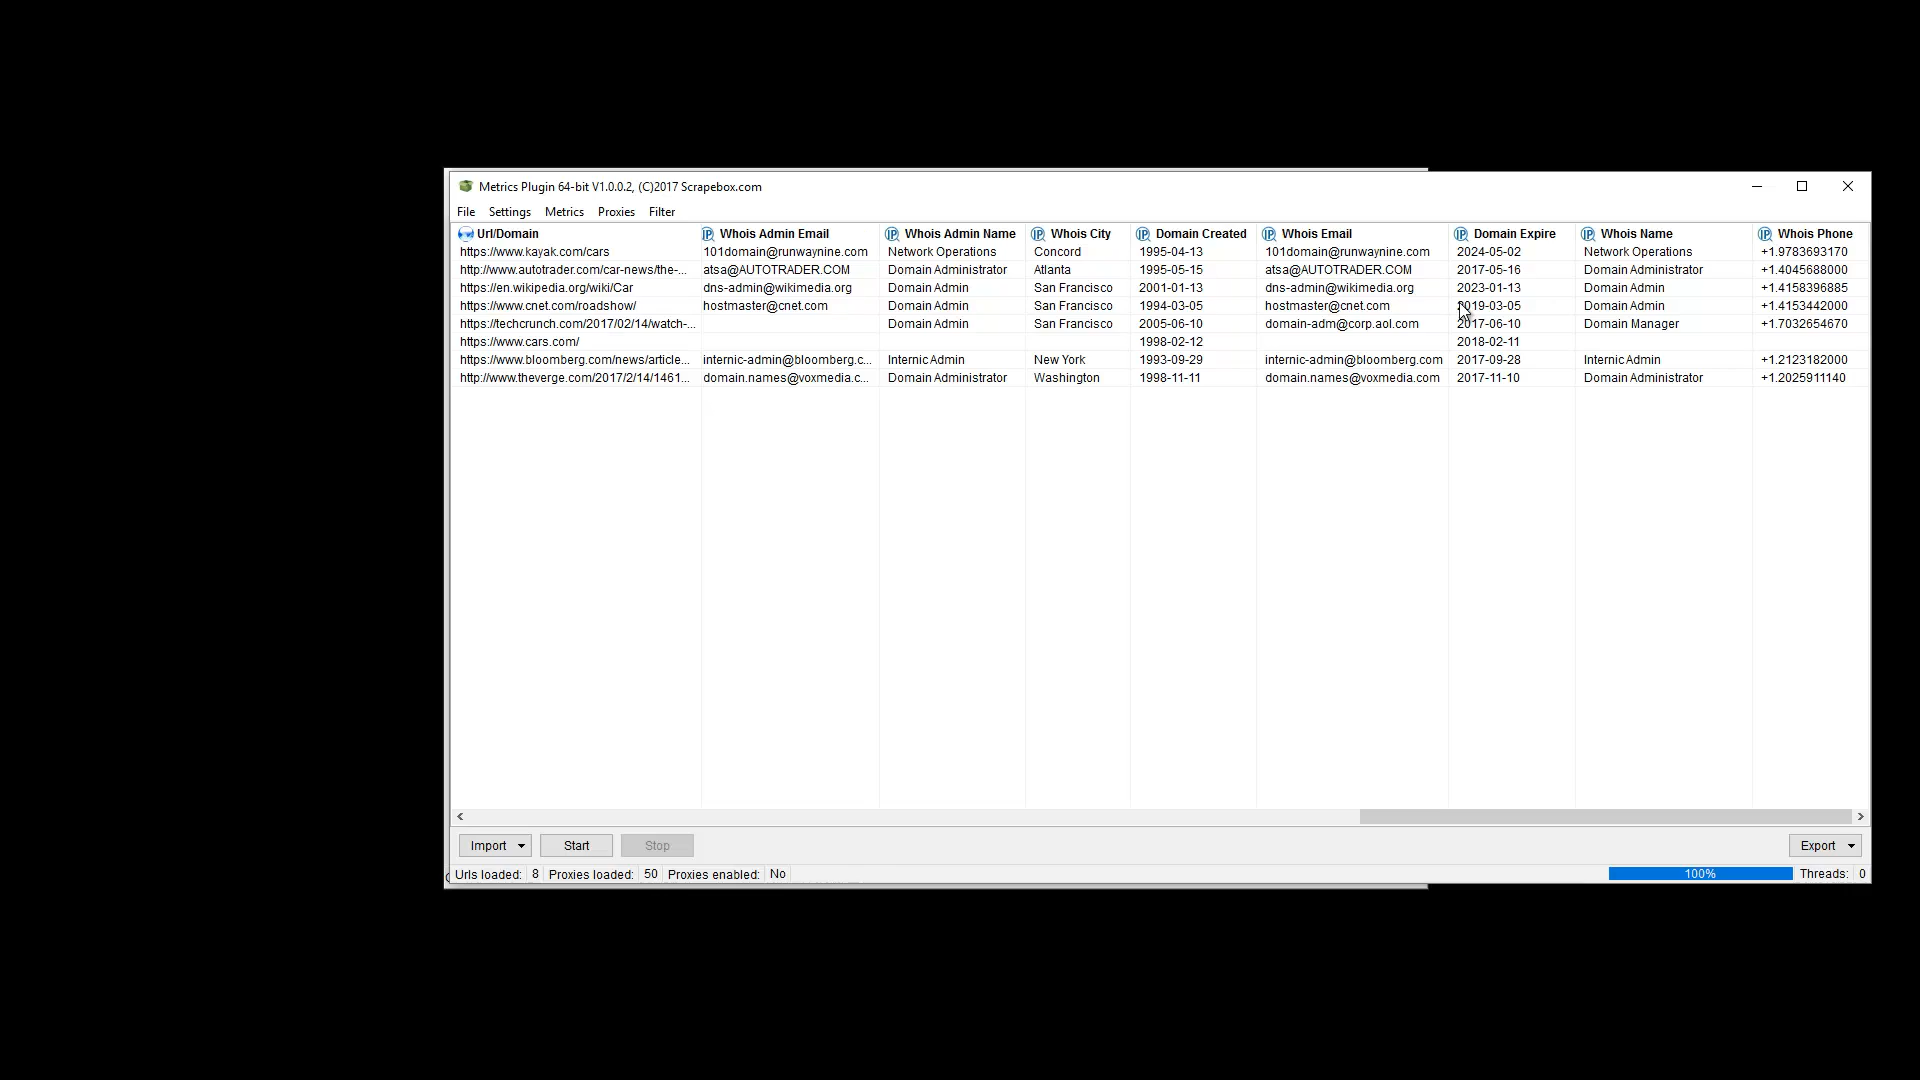 Metrics Plugin 64-bit V1.0.0.2, (C)2017 Scrapebox.com
File Settings Metrics Proxies Filter
Url/Domain Whois Admin Email Whois Admin Name Whois City Domain Created Whois Email Domain Expire Whois Name Whois Phone
https://www.kayak.com/cars 101domain@runwaynine.com Network Operations Concord 1995-04-13 101domain@runwaynine.com 2024-05-02 Network Operations +1.9783693170
http://www.autotrader.com/car-news/the-... atsa@AUTOTRADER.COM Domain Administrator Atlanta 1995-05-15 atsa@AUTOTRADER.COM 2017-05-16 Domain Administrator +1.4045688000
https://en.wikipedia.org/wiki/Car dns-admin@wikimedia.org Domain Admin San Francisco 2001-01-13 dns-admin@wikimedia.org 2023-01-13 Domain Admin +1.4158396885
https://www.cnet.com/roadshow/ hostmaster@cnet.com Domain Admin San Francisco 1994-03-05 hostmaster@cnet.com 2019-03-05 Domain Admin +1.4153442000
https://techcrunch.com/2017/02/14/watch-... Domain Admin San Francisco 2005-06-10 domain-adm@corp.aol.com 2017-06-10 Domain Manager +1.7032654670
https://www.cars.com/ 1998-02-12 2018-02-11
https://www.bloomberg.com/news/article... internic-admin@bloomberg.c... Internic Admin New York 1993-09-29 internic-admin@bloomberg.com 2017-09-28 Internic Admin +1.2123182000
http://www.theverge.com/2017/2/14/1461... domain.names@voxmedia.c... Domain Administrator Washington 1998-11-11 domain.names@voxmedia.com 2017-11-10 Domain Administrator +1.2025911140
Import Start Stop Export
Urls loaded: 8 Proxies loaded: 50 Proxies enabled: No 100% Threads: 0